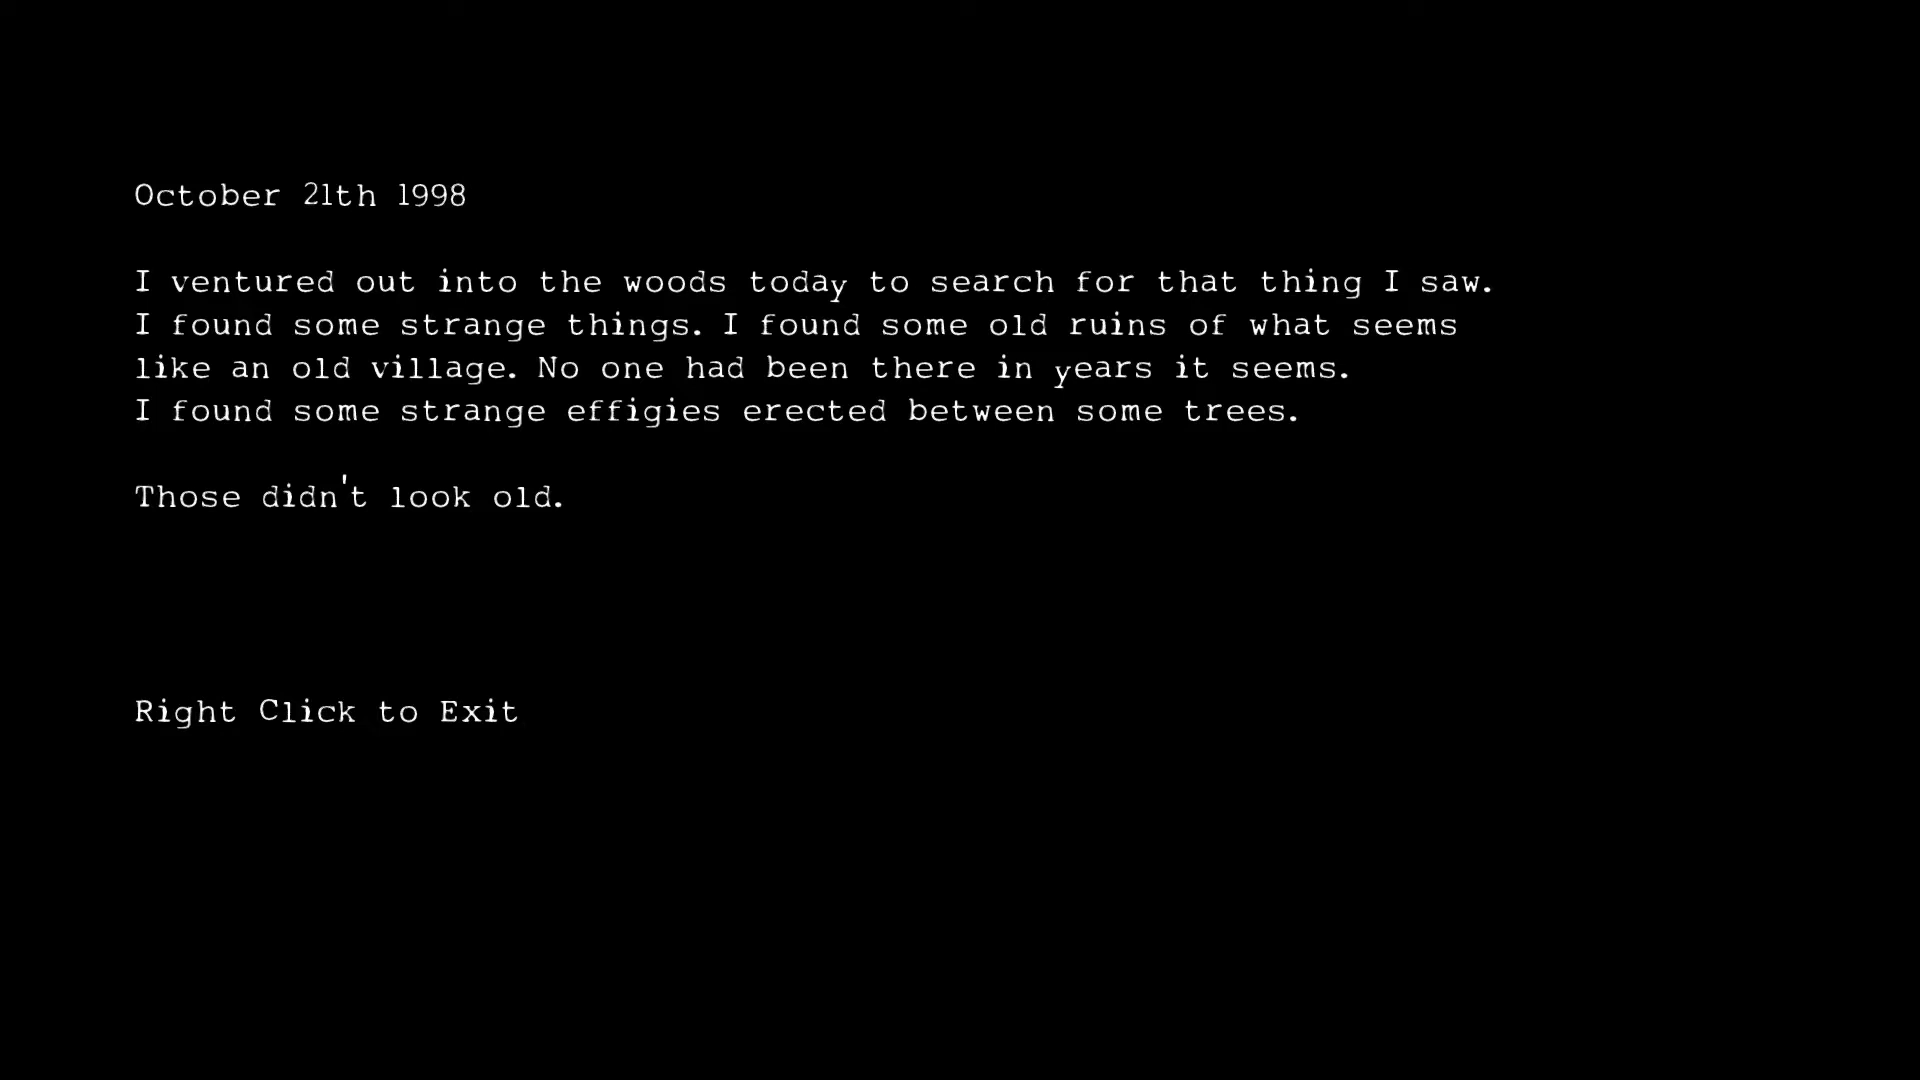 October 21th 1998
I ventured out into the woods today to search for that thing I saw.
I found some strange things. I found some old ruins of what seems
like an old village. No one had been there in years it seems.
I found some strange effigies erected between some trees.
Those didn't look old.
Right Click to Exit